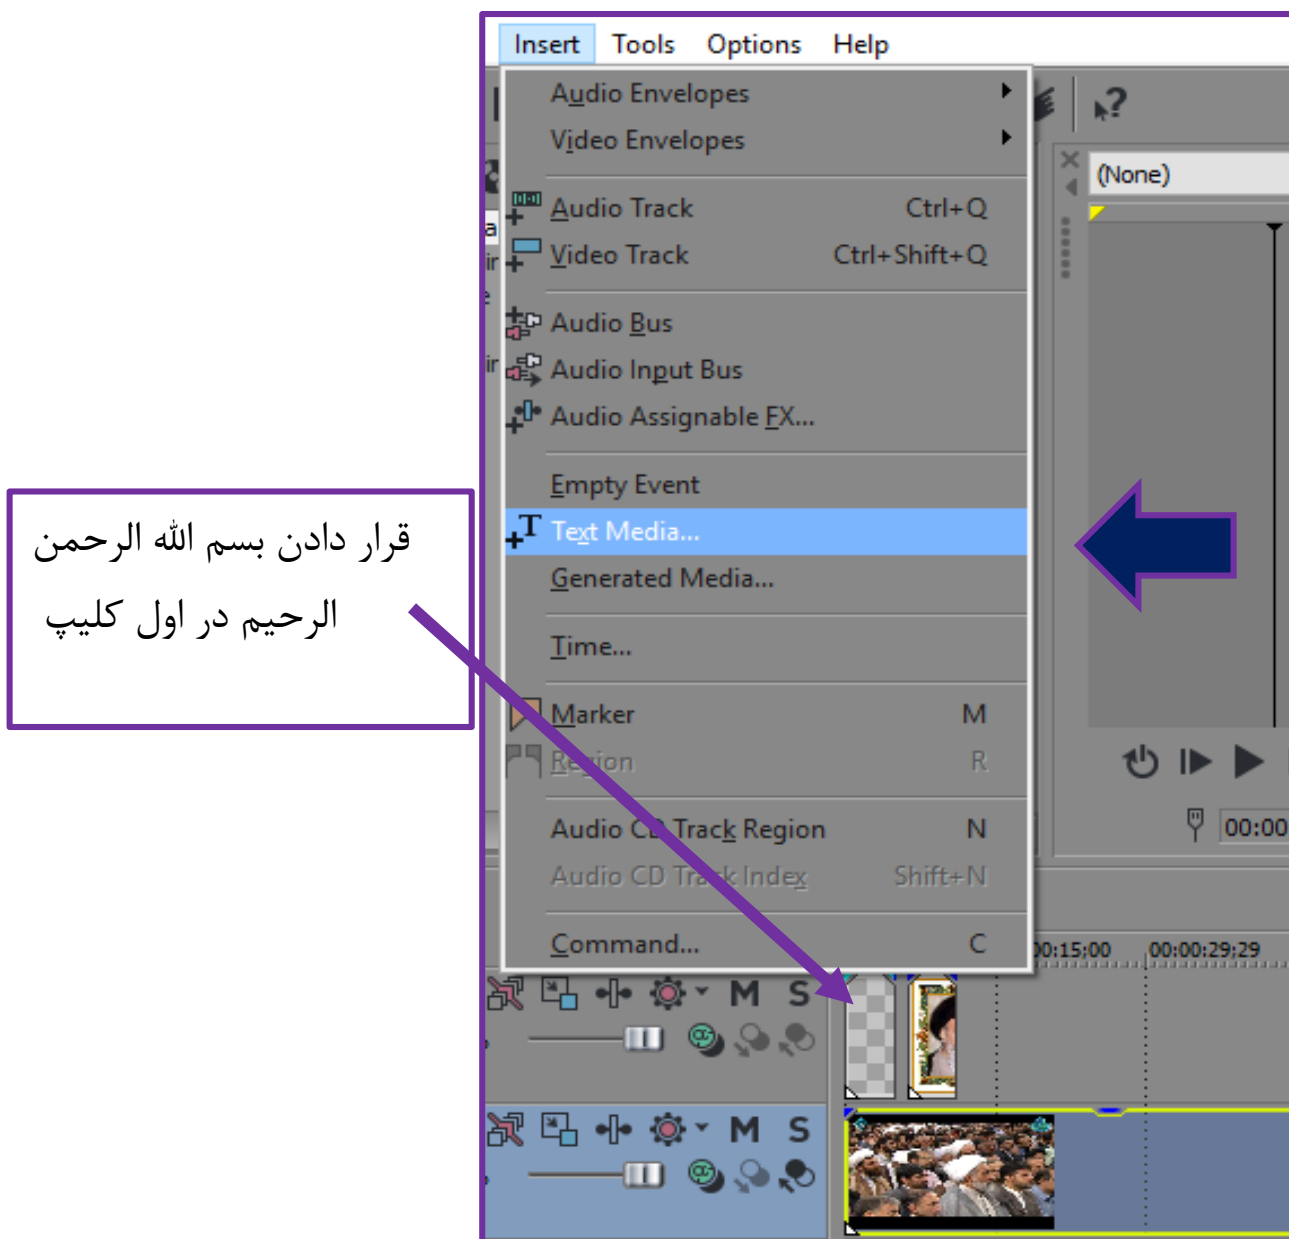 Insert Tools Options Help
Audio Envelopes
Video Envelopes
(None)
Audio Track Ctrl+Q
Video Track Ctrl+Shift+Q
Audio Bus
Audio Input Bus
Audio Assignable FX...
Empty Event
Text Media...
Generated Media...
قرار دادن بسم الله الرحمن
الرحیم در اول کلیپ
Time...
Marker M
Region R
Audio CD Track Region N
00:00
Audio CD Track Index Shift+N
Command... C
00:15;00 00:00:29;29
M S
M S